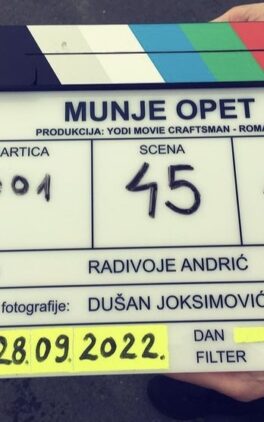 MUNJE OPET
PRODUKCIJA: YODI MOVIE CRAFTSMAN - ROMA
ARTICA
SCENA
001
45
RADIVOJE ANDRIĆ
fotografije: DUŠAN JOKSIMOVIĆ
28.09.2022.
DAN
FILTER